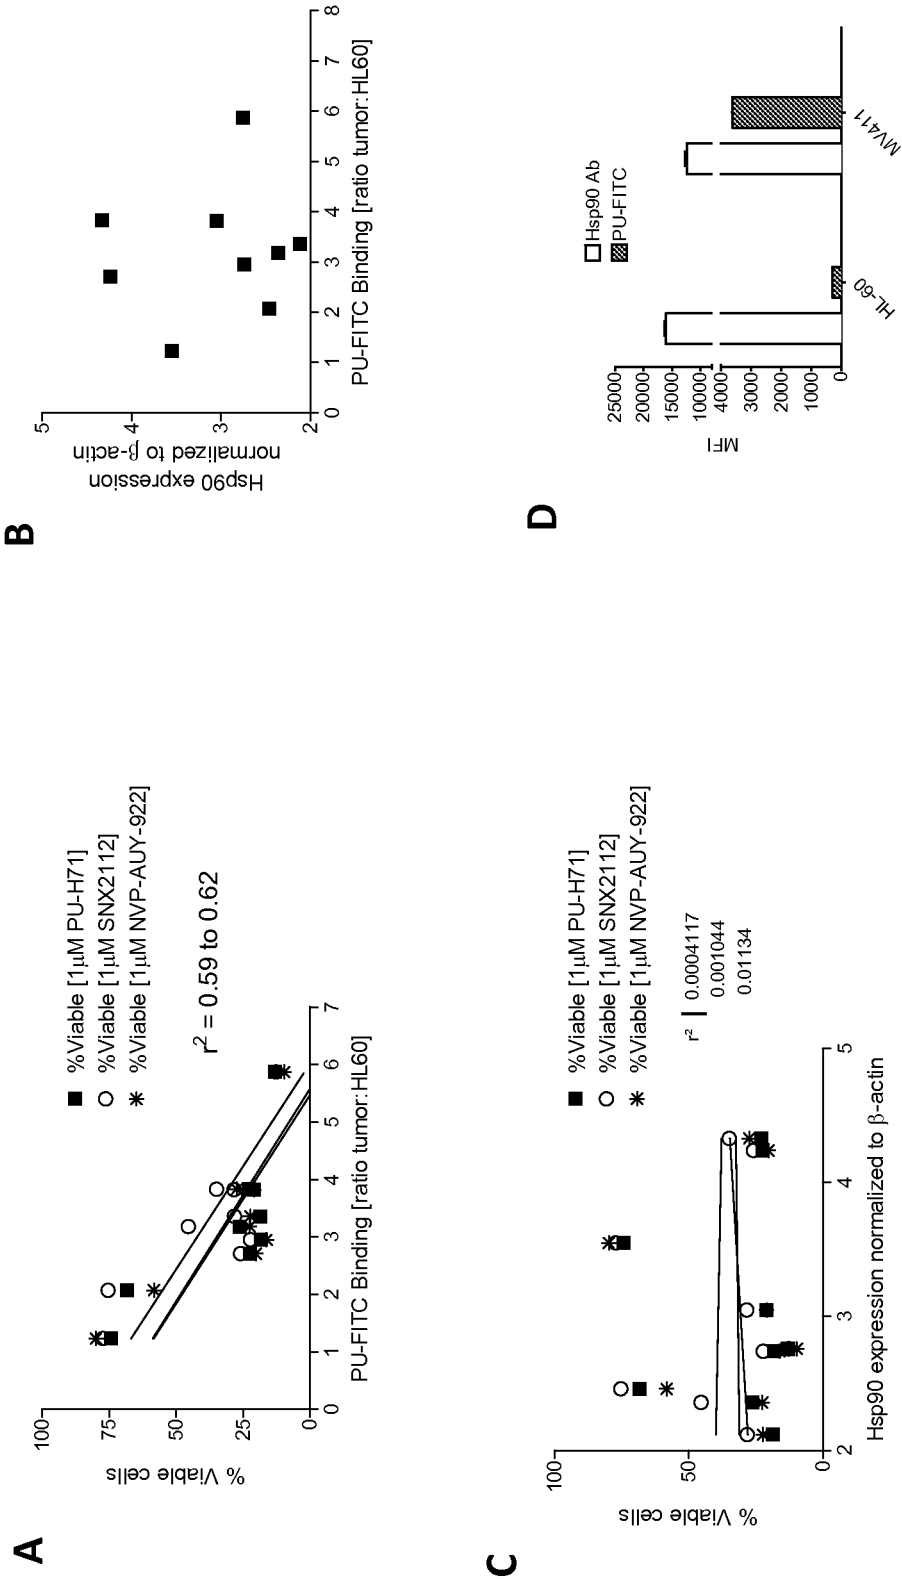 A
% Viable cells
100
75
50
25
0
0
1
2
3
4
5
6
7
PU-FITC Binding [ratio tumor:HL60]
%Viable [1μM PU-H71]
%Viable [1μM SNX2112]
%Viable [1μM NVP-AUY-922]
r² = 0.59 to 0.62
B
Hsp90 expression
normalized to β-actin
5
4
3
2
0
1
2
3
4
5
6
7
8
PU-FITC Binding [ratio tumor:HL60]
C
% Viable cells
100
50
0
2
3
4
5
Hsp90 expression normalized to β-actin
%Viable [1μM PU-H71]
%Viable [1μM SNX2112]
%Viable [1μM NVP-AUY-922]
r² 0.0004117
0.001044
0.01134
D
MFI
25000
20000
15000
10000
4000
3000
2000
1000
0
HL-60
MV411
Hsp90 Ab
PU-FITC